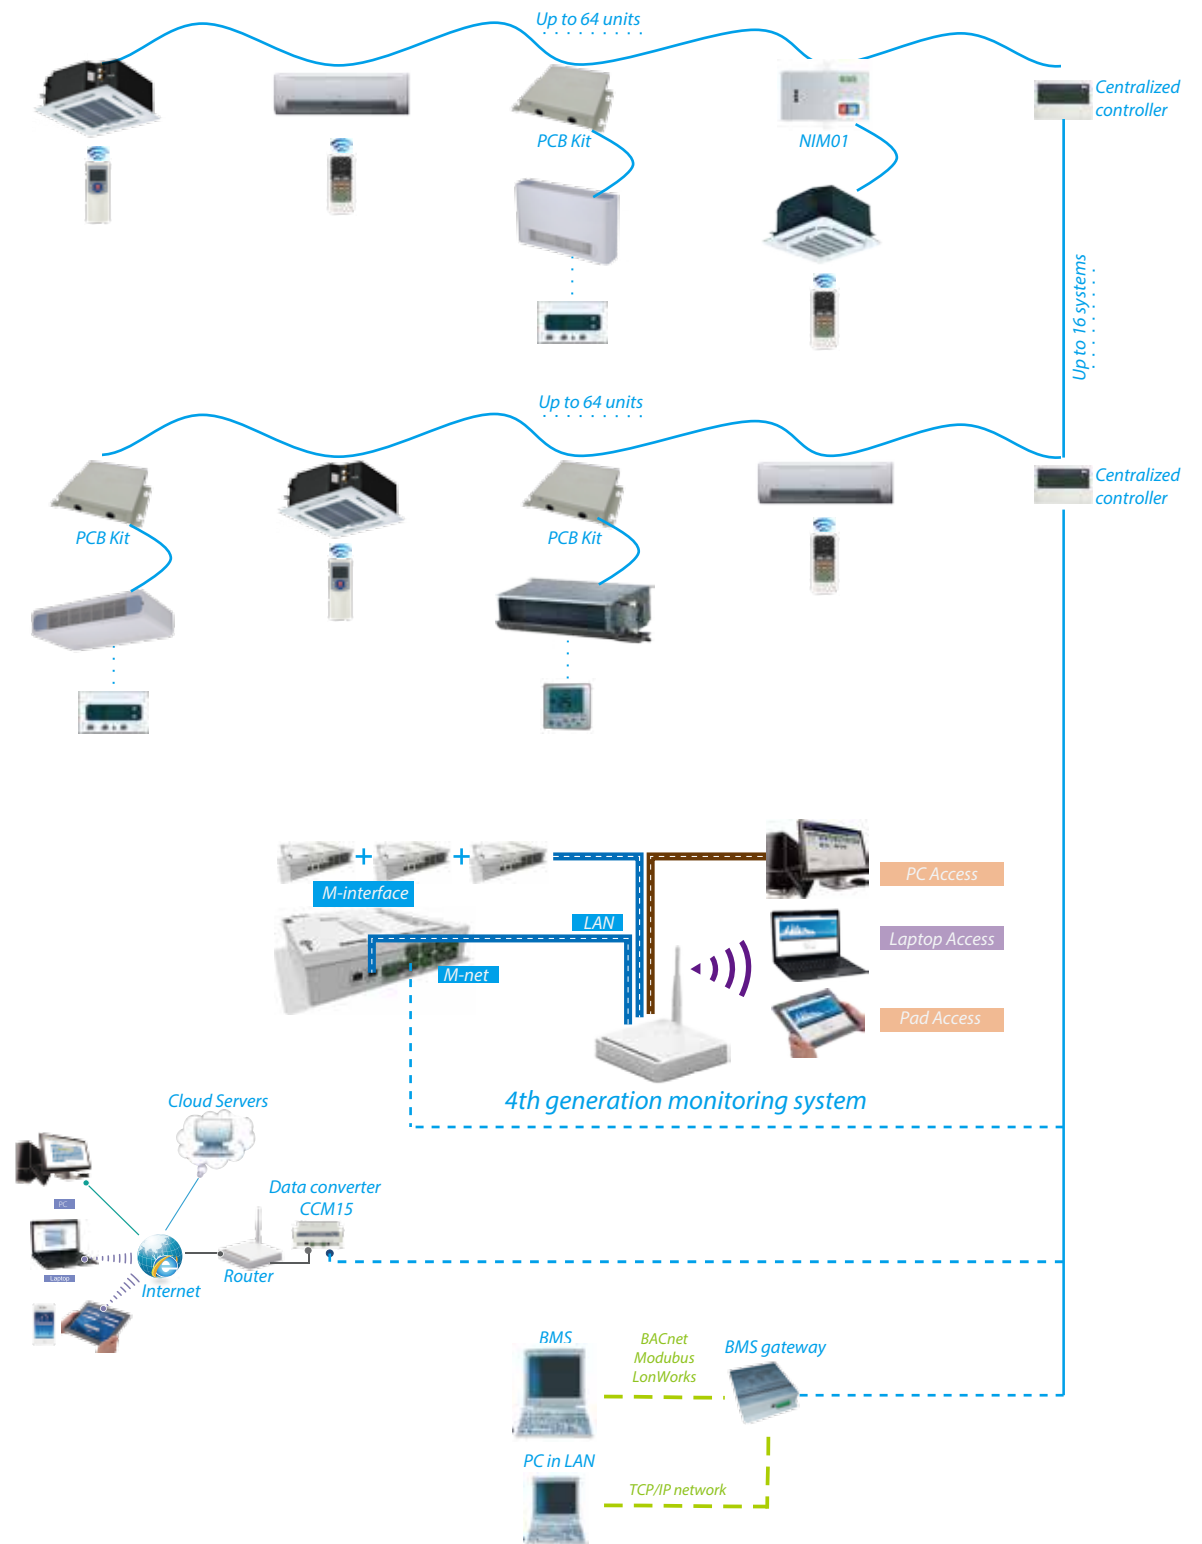 Up to 64 units
Centralized
controller
PCB Kit
NIM01
Up to 16 systems
Up to 64 units
Centralized
controller
PCB Kit
PCB Kit
M-interface
LAN
M-net
PC Access
Laptop Access
Pad Access
4th generation monitoring system
Cloud Servers
Data converter
CCM15
PC
Laptop
Internet
Router
BMS
BACnet
Modubus
LonWorks
BMS gateway
PC in LAN
TCP/IP network